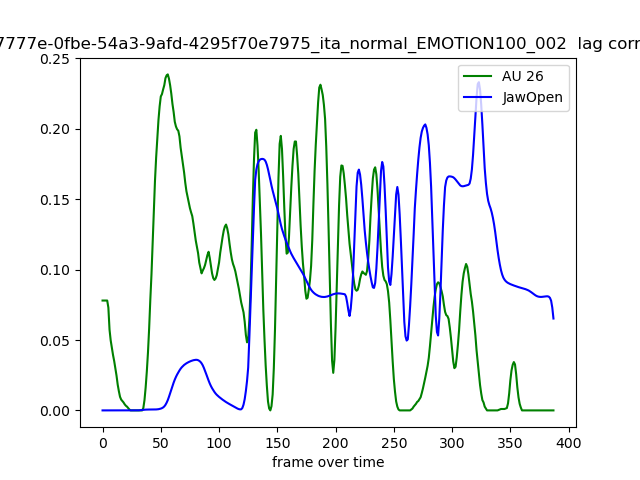 7777e-0fbe-54a3-9afd-4295f70e7975_ita_normal_EMOTION100_002 lag corr
0.25
0.20
0.15
0.10
0.05
0.00
AU 26
JawOpen
0 50 100 150 200 250 300 350 400
frame over time